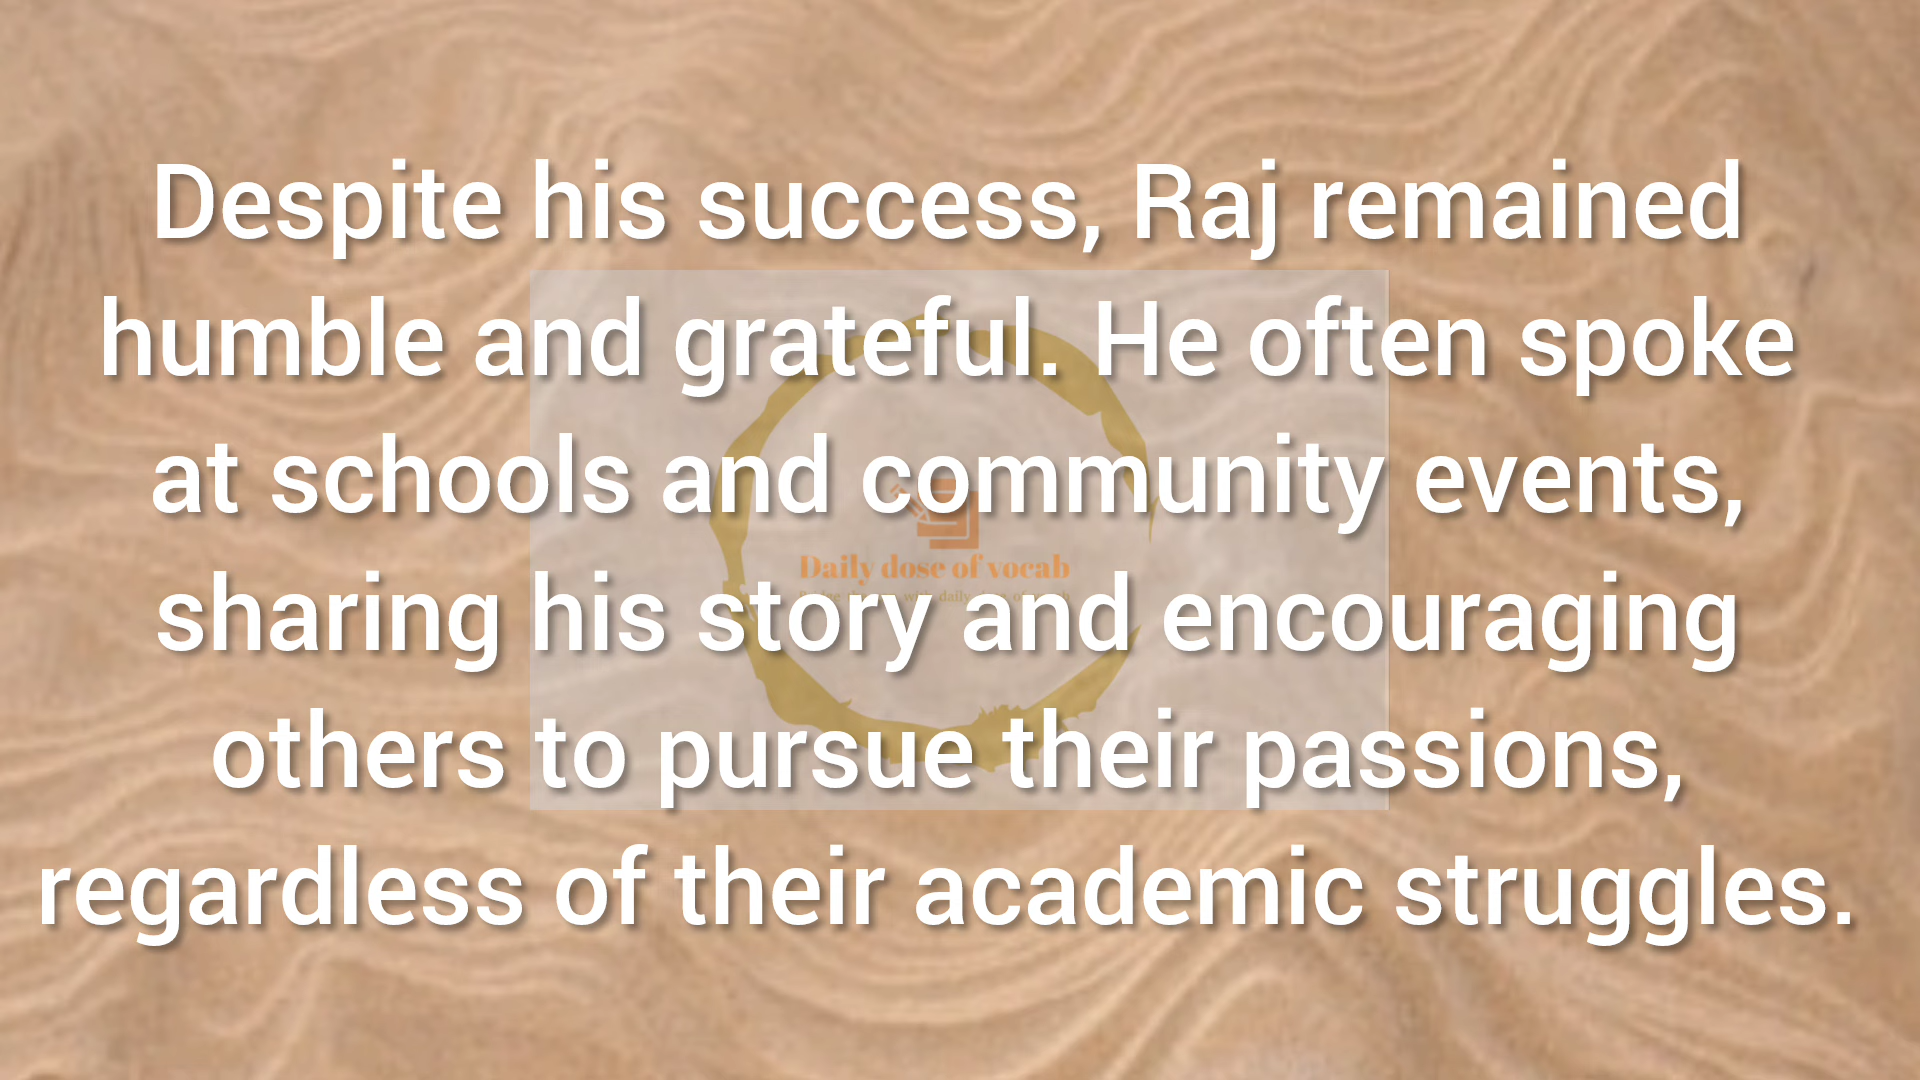 Despite his success, Raj remained
humble and grateful. He often spoke
at schools and community events,
Daily dose of vocab
sharing his story and encouraging
others to pursue their passions,
regardless of their academic struggles.